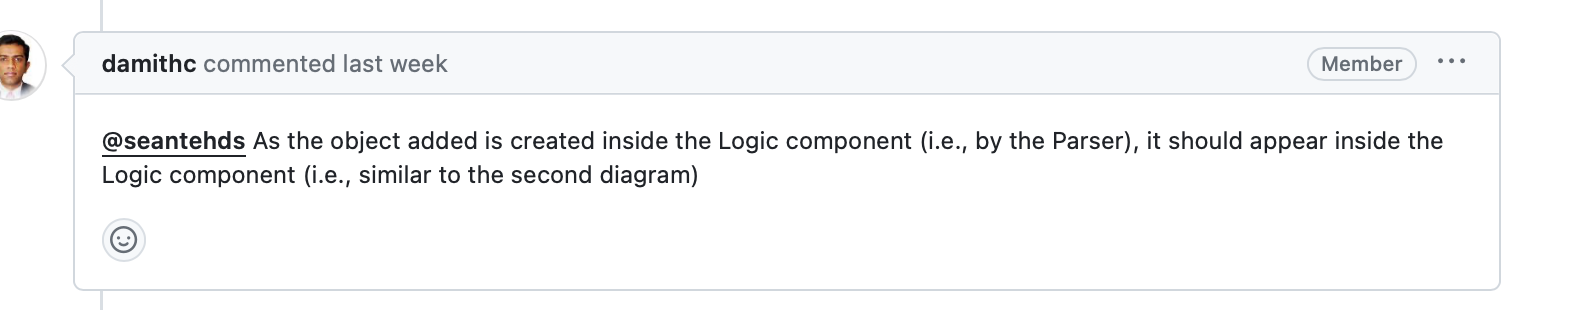 damithc commented last week
Member
@seantehds As the object added is created inside the Logic component (i.e., by the Parser), it should appear inside the
Logic component (i.e., similar to the second diagram)